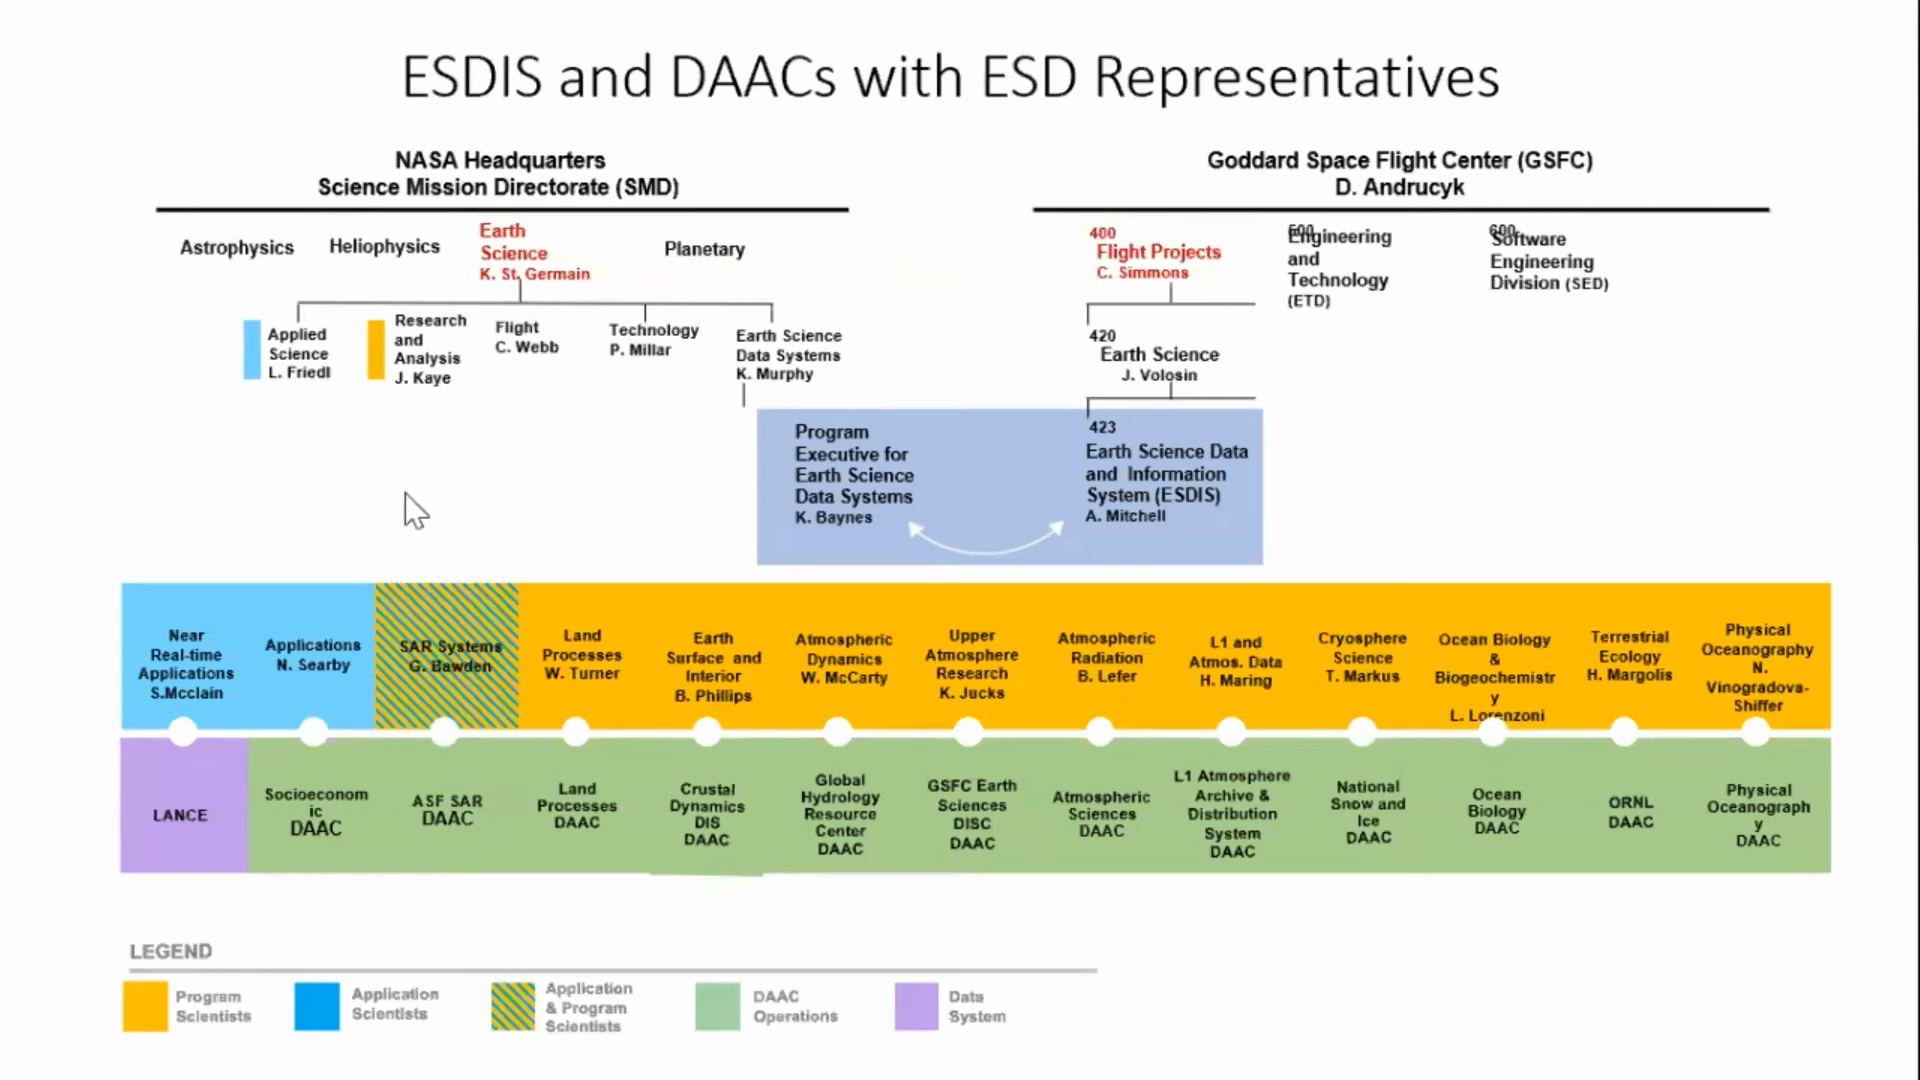 ESDIS and DAACs with ESD Representatives
NASA Headquarters
Science Mission Directorate (SMD)
Goddard Space Flight Center (GSFC)
D. Andrucyk
Astrophysics
Heliophysics
Earth
Science
K. St. Germain
Planetary
400
Flight Projects
C. Simmons
500
Engineering
and
Technology
(ETD)
600
Software
Engineering
Division (SED)
Applied
Science
L. Friedl
Research
and
Analysis
J. Kaye
Flight
C. Webb
Technology
P. Millar
Earth Science
Data Systems
K. Murphy
420
Earth Science
J. Volosin
Program
Executive for
Earth Science
Data Systems
K. Baynes
423
Earth Science Data
and Information
System (ESDIS)
A. Mitchell
Near
Real-time
Applications
S.Mcclain
Applications
N. Searby
SAR Systems
G. Bawden
Land
Processes
W. Turner
Earth
Surface and
Interior
B. Phillips
Atmospheric
Dynamics
W. McCarty
Upper
Atmosphere
Research
K. Jucks
Atmospheric
Radiation
B. Lefer
L1 and
Atmos. Data
H. Maring
Cryosphere
Science
T. Markus
Ocean Biology
&
Biogeochemistr
y
L. Lorenzoni
Terrestrial
Ecology
H. Margolis
Physical
Oceanography
N.
Vinogradova-
Shiffer
LANCE
Socioeconom
ic
DAAC
ASF SAR
DAAC
Land
Processes
DAAC
Crustal
Dynamics
DIS
DAAC
Global
Hydrology
Resource
Center
DAAC
GSFC Earth
Sciences
DISC
DAAC
Atmospheric
Sciences
DAAC
L1 Atmosphere
Archive &
Distribution
System
DAAC
National
Snow and
Ice
DAAC
Ocean
Biology
DAAC
ORNL
DAAC
Physical
Oceanograph
y
DAAC
LEGEND
Program
Scientists
Application
Scientists
Application
& Program
Scientists
DAAC
Operations
Data
System